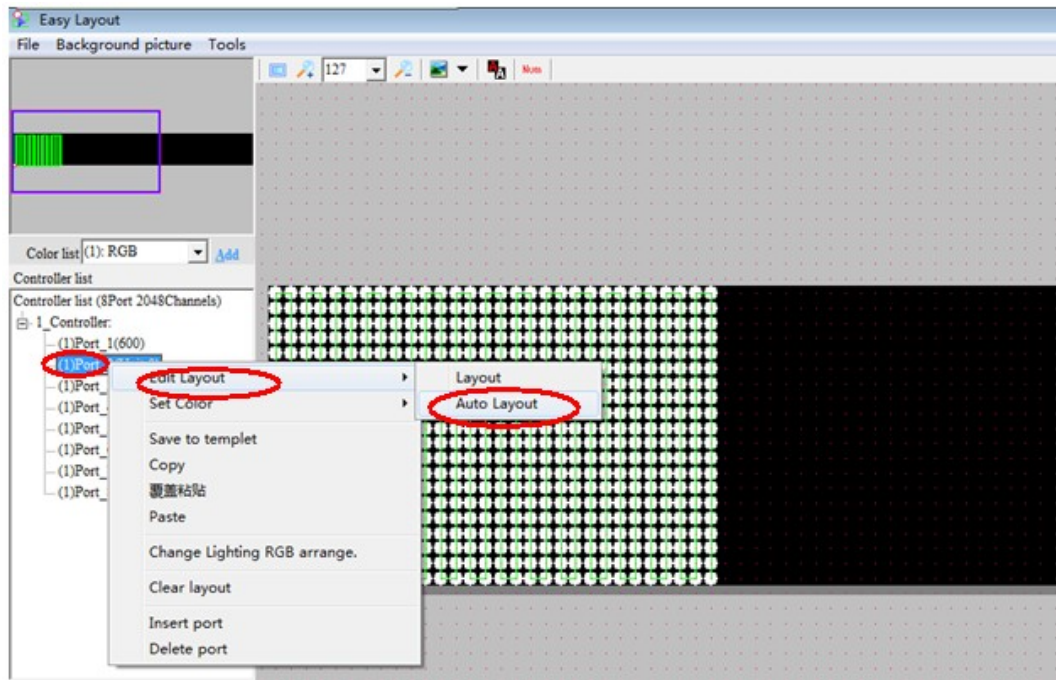 Easy Layout
File Background picture Tools
127
Num
Color list (1): RGB Add
Controller list
Controller list (8Port 2048Channels)
1_Controller:
(1)Port_1(600)
(1)Port
(1)Port_
(1)Port_
(1)Port_
(1)Port_
(1)Port_
(1)Port_
Edit Layout
Set Color
Save to templet
Copy
覆盖粘贴
Paste
Change Lighting RGB arrange.
Clear layout
Insert port
Delete port
Layout
Auto Layout